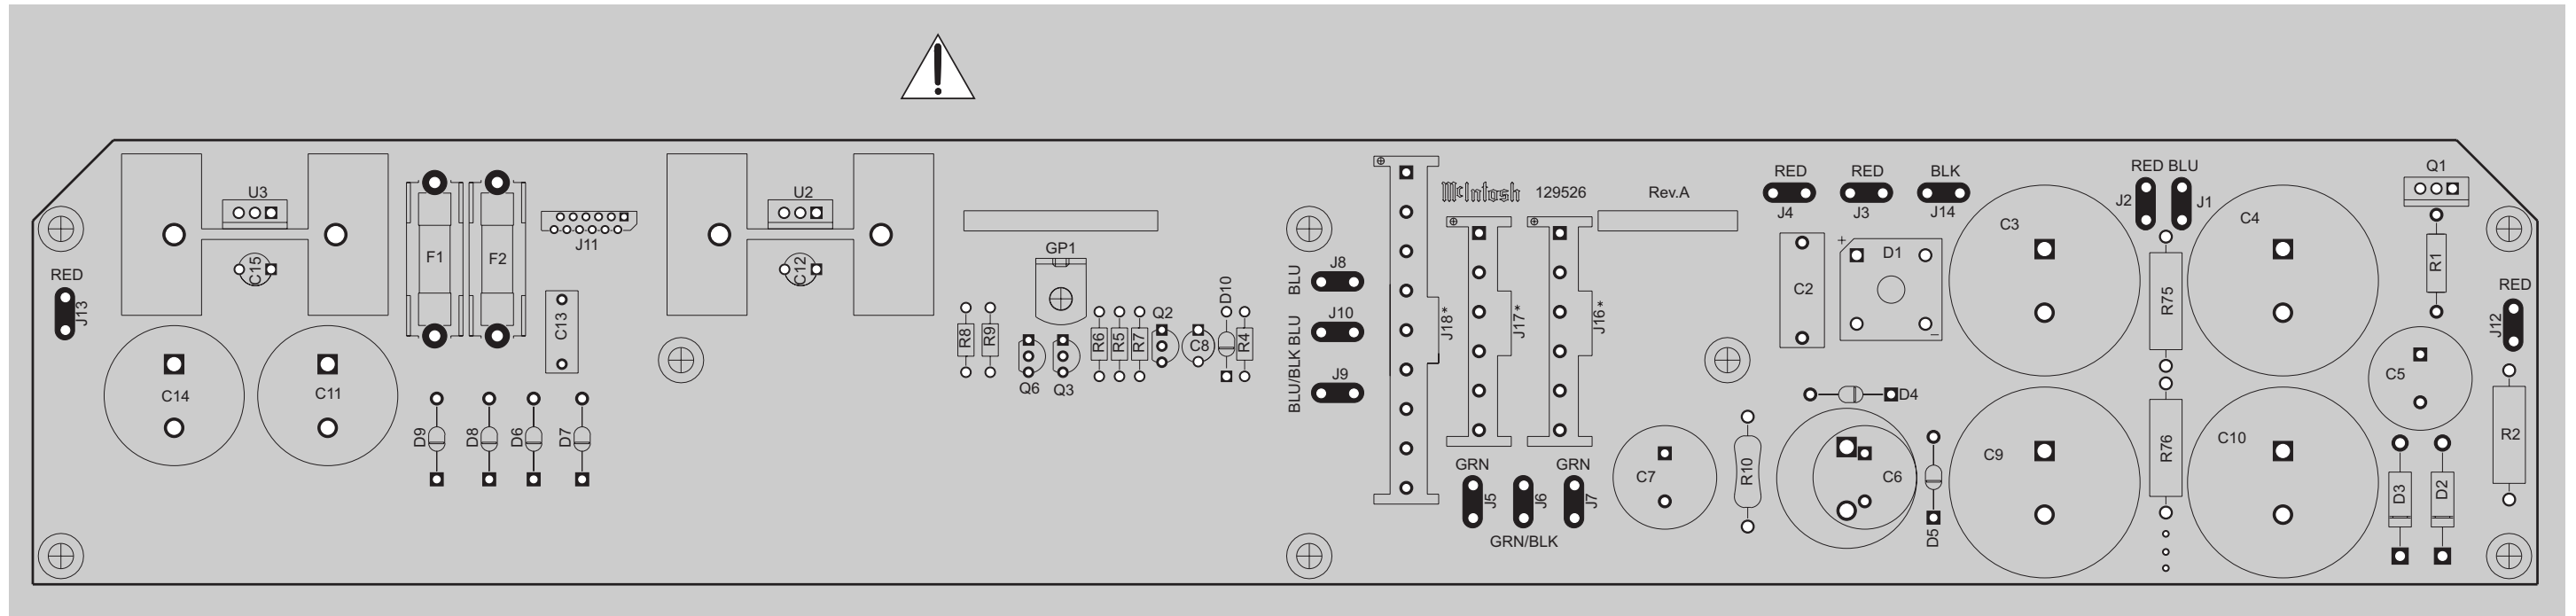 RED RED BLK RED BLU Q1
U3 U2 McIntosh 129526 Rev.A
J4 J3 J14 J2 J1
J11 C3 C4
F1 F2 GP1 + D1
C15 C12 BLU J8 R1
RED C2 RED
J13 C13 D10 J10 R75 J12
R8 R9 Q2 BLU/BLK BLU J18* J17* J16*
R6 R5 R7 C8 R4 −
Q6 Q3 J9 C5
C14 C11 D4
D9 D8 D6 D7 R76 C10 R2
C9
GRN GRN C7 R10 C6
J5 J6 J7 D3 D2
GRN/BLK D5